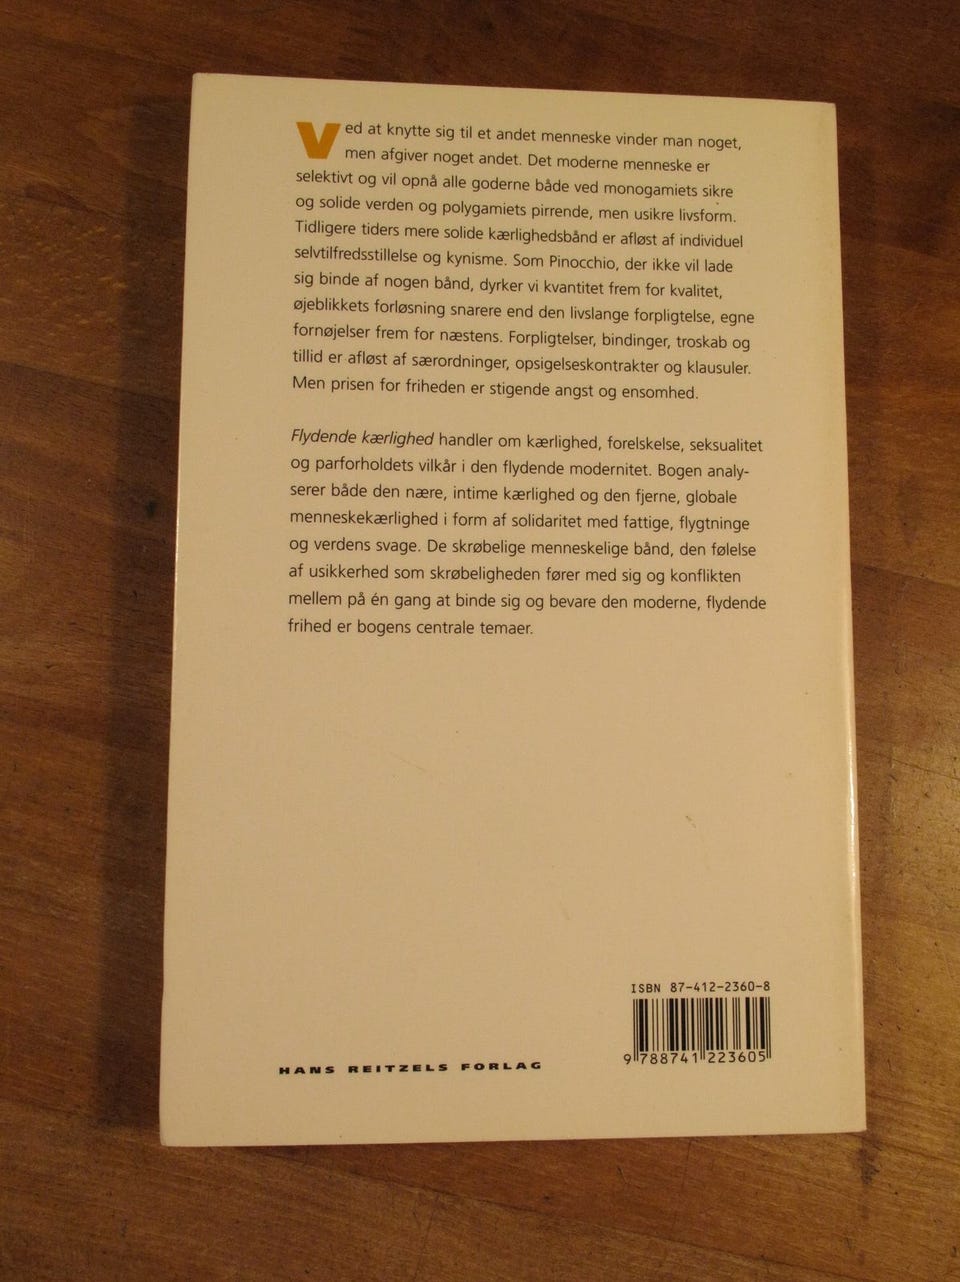 Ved at knytte sig til et andet menneske vinder man noget,
men afgiver noget andet. Det moderne menneske er
selektivt og vil opnå alle goderne både ved monogamiets sikre
og solide verden og polygamiets pirrende, men usikre livsform.
Tidligere tiders mere solide kærlighedsbånd er afløst af individuel
selvtilfredsstillelse og kynisme. Som Pinocchio, der ikke vil lade
sig binde af nogen bånd, dyrker vi kvantitet frem for kvalitet,
øjeblikkets forløsning snarere end den livslange forpligtelse, egne
fornøjelser frem for næstens. Forpligtelser, bindinger, troskab og
tillid er afløst af særordninger, opsigelseskontrakter og klausuler.
Men prisen for friheden er stigende angst og ensomhed.
Flydende kærlighed handler om kærlighed, forelskelse, seksualitet
og parforholdets vilkår i den flydende modernitet. Bogen analy-
serer både den nære, intime kærlighed og den fjerne, globale
menneskekærlighed i form af solidaritet med fattige, flygtninge
og verdens svage. De skrøbelige menneskelige bånd, den følelse
af usikkerhed som skrøbeligheden fører med sig og konflikten
mellem på én gang at binde sig og bevare den moderne, flydende
frihed er bogens centrale temaer.
ISBN 87-412-2360-8
9 788741 223605
HANS REITZELS FORLAG